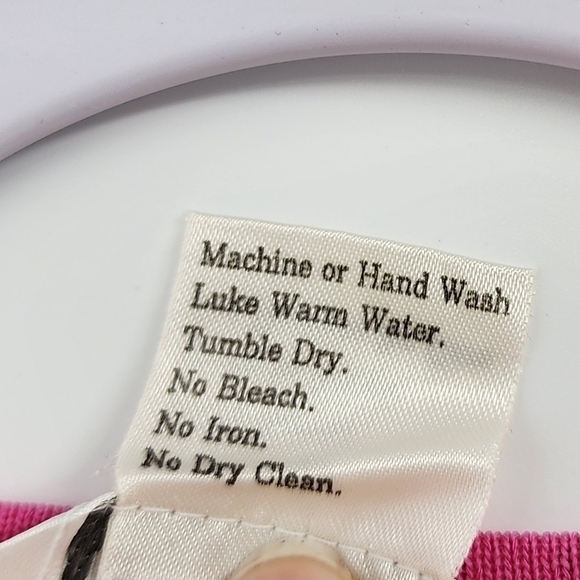 Machine or Hand Wash
Luke Warm Water.
Tumble Dry.
No Bleach.
No Iron.
No Dry Clean.